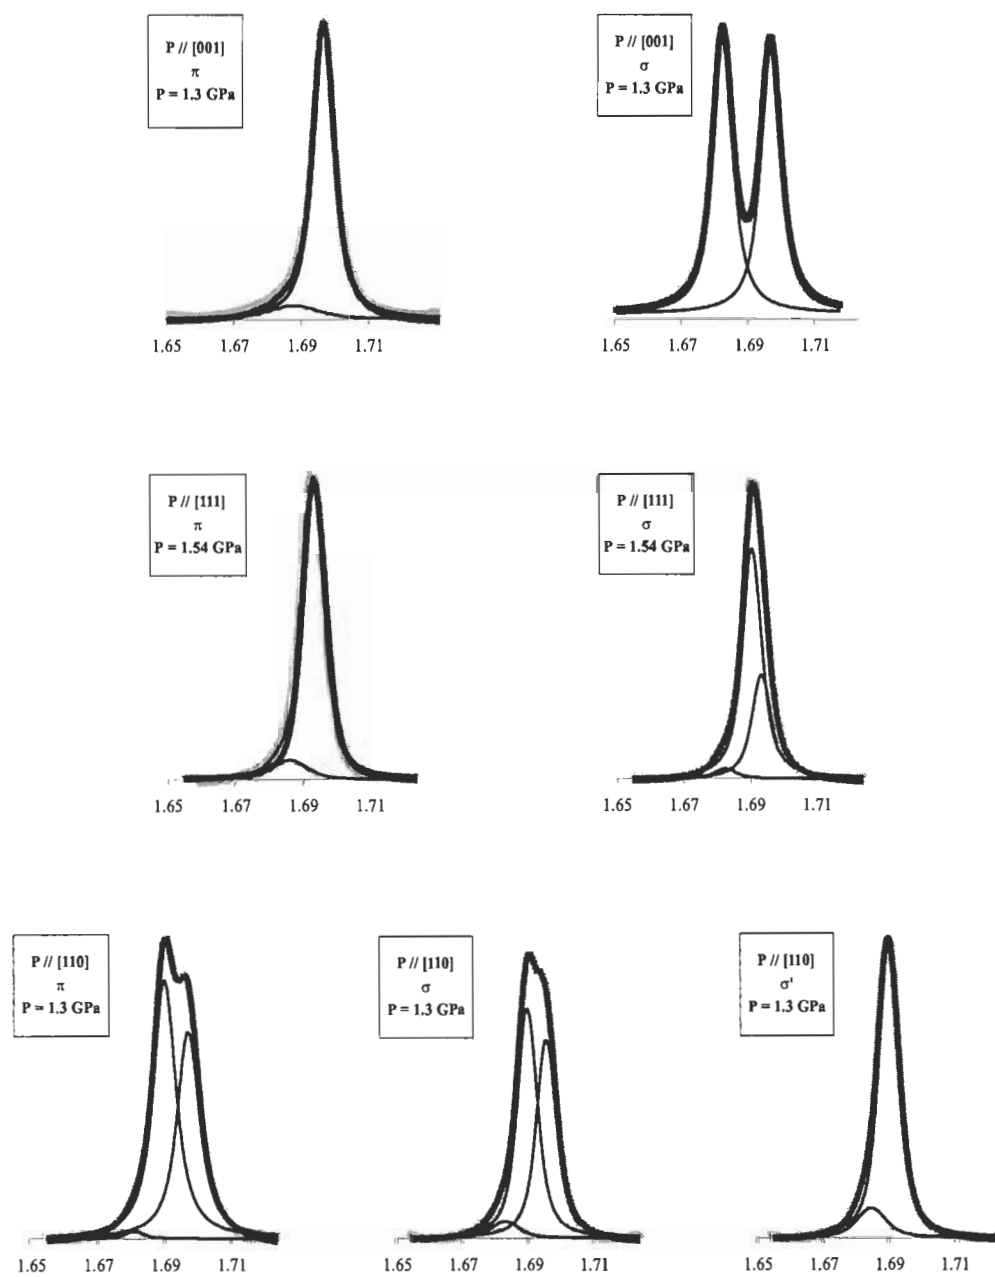 P // [001]
π
P = 1.3 GPa
P // [001]
σ
P = 1.3 GPa
1.65 1.67 1.69 1.71
1.65 1.67 1.69 1.71
P // [111]
π
P = 1.54 GPa
P // [111]
σ
P = 1.54 GPa
1.65 1.67 1.69 1.71
1.65 1.67 1.69 1.71
P // [110]
π
P = 1.3 GPa
P // [110]
σ
P = 1.3 GPa
P // [110]
σ'
P = 1.3 GPa
1.65 1.67 1.69 1.71
1.65 1.67 1.69 1.71
1.65 1.67 1.69 1.71